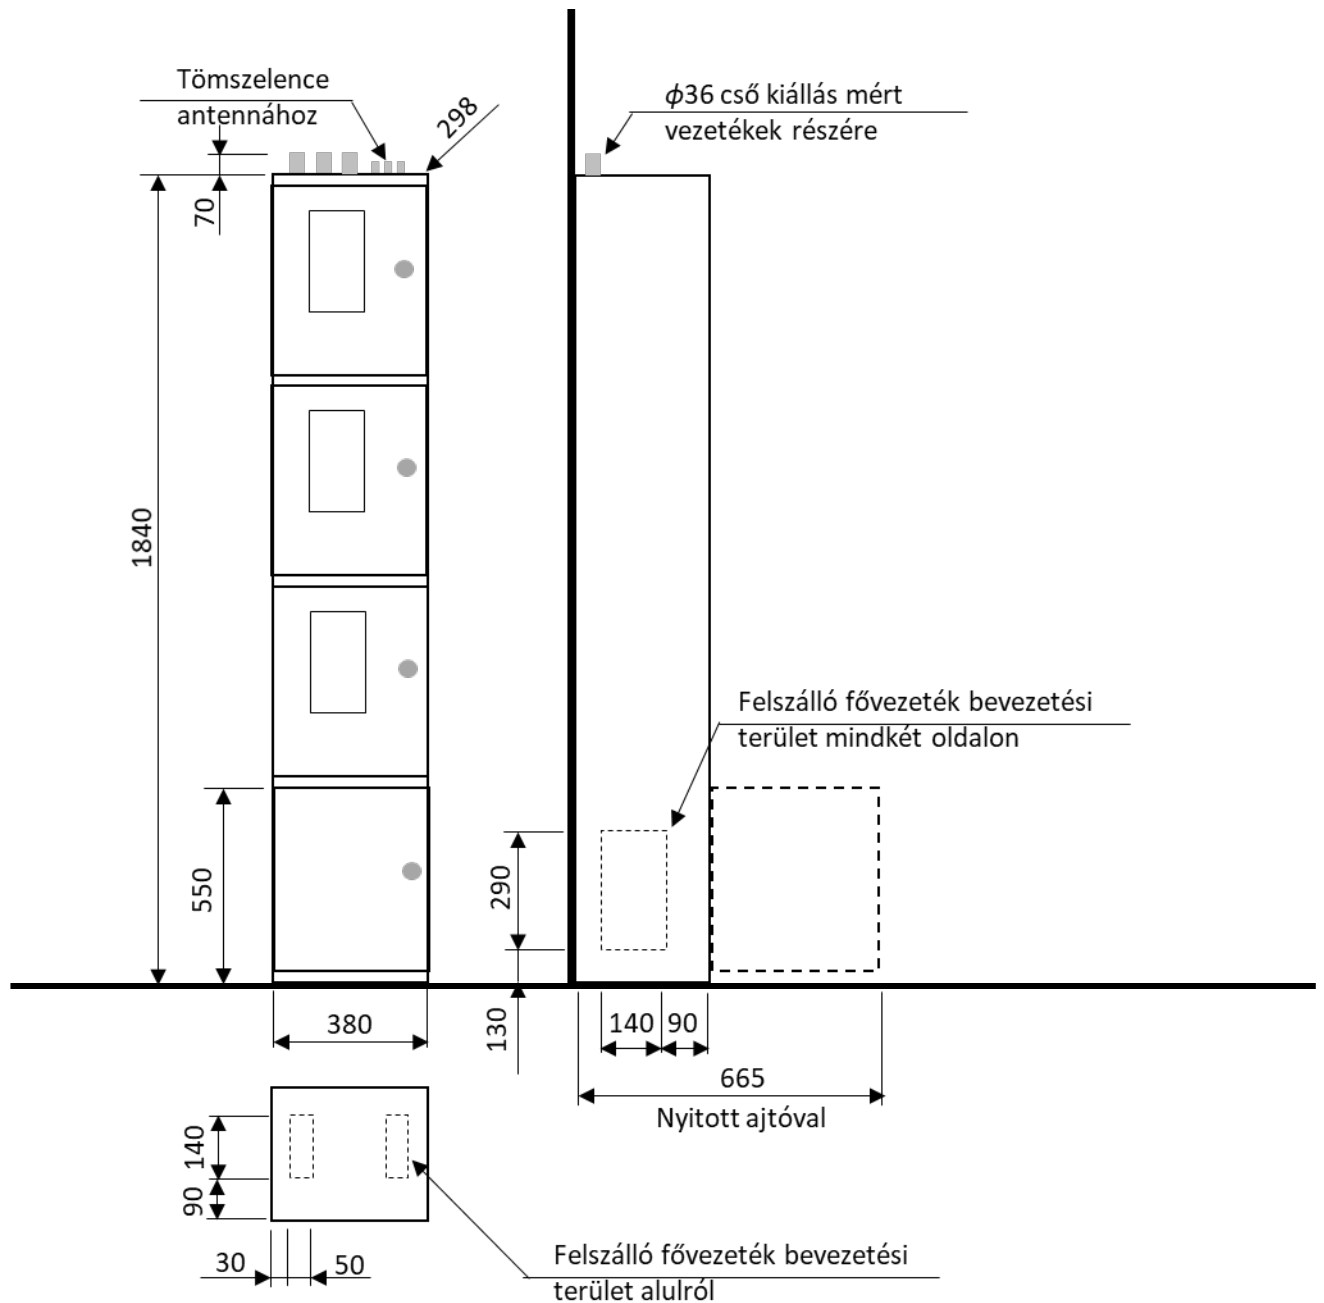 Tömszelence
antennához
298
ϕ36 cső kiállás mért
vezetékek részére
70
1840
Felszálló fővezeték bevezetési
terület mindkét oldalon
550
290
380
130
140
90
665
Nyitott ajtóval
140
90
30
50
Felszálló fővezeték bevezetési
terület alulról